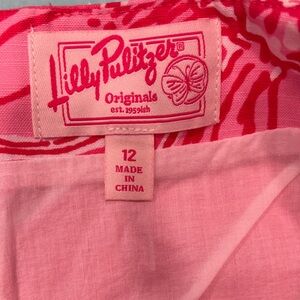 Lilly Pulitzer®
Originals
est. 1959ish
12
MADE
IN
CHINA